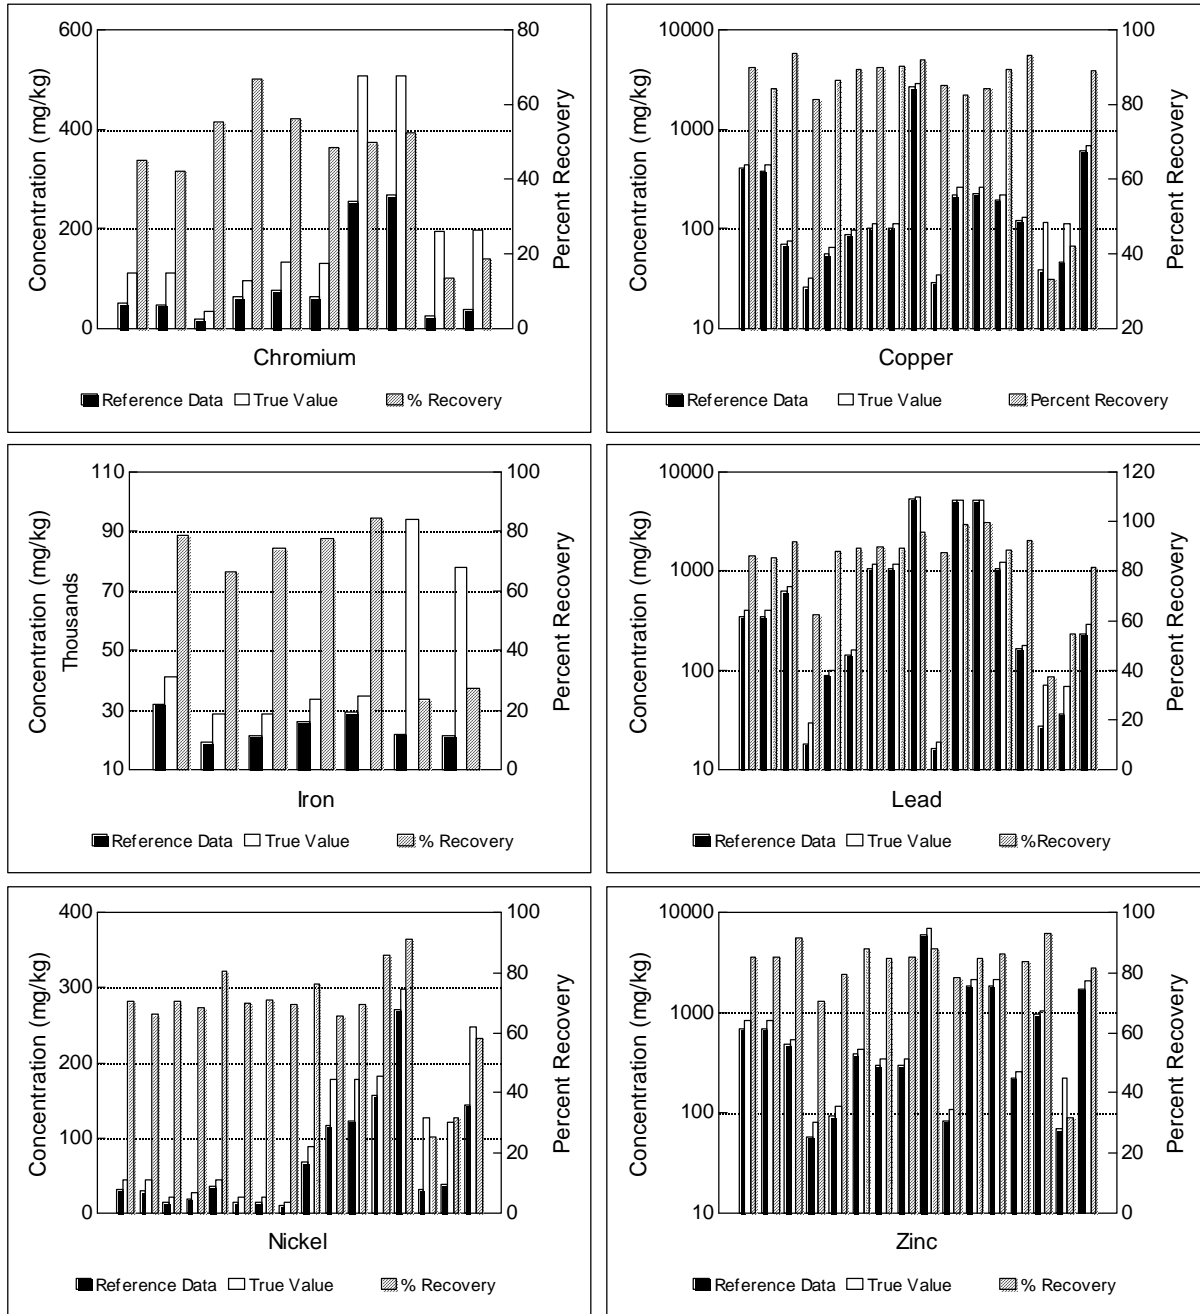 600
400
200
0
Concentration (mg/kg)
80
60
40
20
0
Percent Recovery
Chromium
Reference Data True Value % Recovery
10000
1000
100
10
Concentration (mg/kg)
100
80
60
40
20
Percent Recovery
Copper
Reference Data True Value Percent Recovery
110
90
70
50
30
10
Concentration (mg/kg)
Thousands
100
80
60
40
20
0
Percent Recovery
Iron
Reference Data True Value % Recovery
10000
1000
100
10
Concentration (mg/kg)
120
100
80
60
40
20
0
Percent Recovery
Lead
Reference Data True Value %Recovery
400
300
200
100
0
Concentration (mg/kg)
100
80
60
40
20
0
Percent Recovery
Nickel
Reference Data True Value % Recovery
10000
1000
100
10
Concentration (mg/kg)
100
80
60
40
20
0
Percent Recovery
Zinc
Reference Data True Value % Recovery